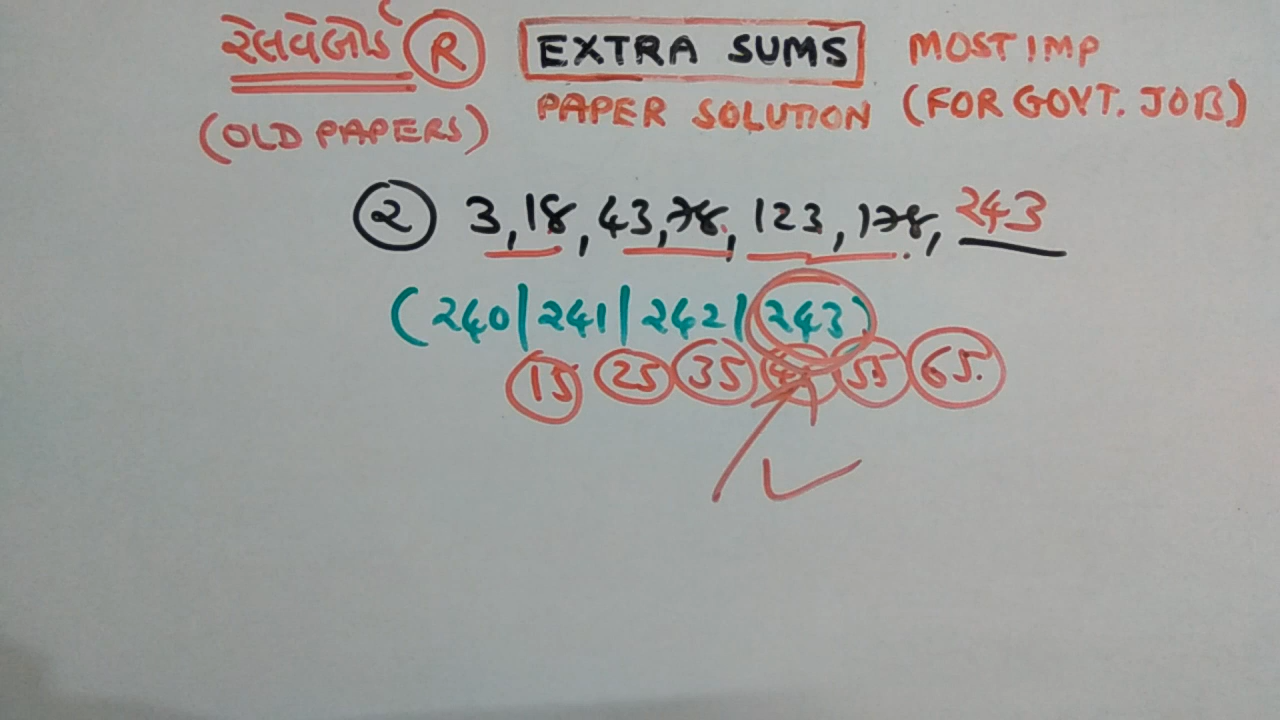 રેલવેબોર્ડ R EXTRA SUMS MOST IMP
(OLD PAPERS) PAPER SOLUTION (FOR GOVT. JOB)
૨ 3, 18, 43, 78, 123, 178, 243
(240 | 241 | 242 | 243)
15 25 35 45 55 65.